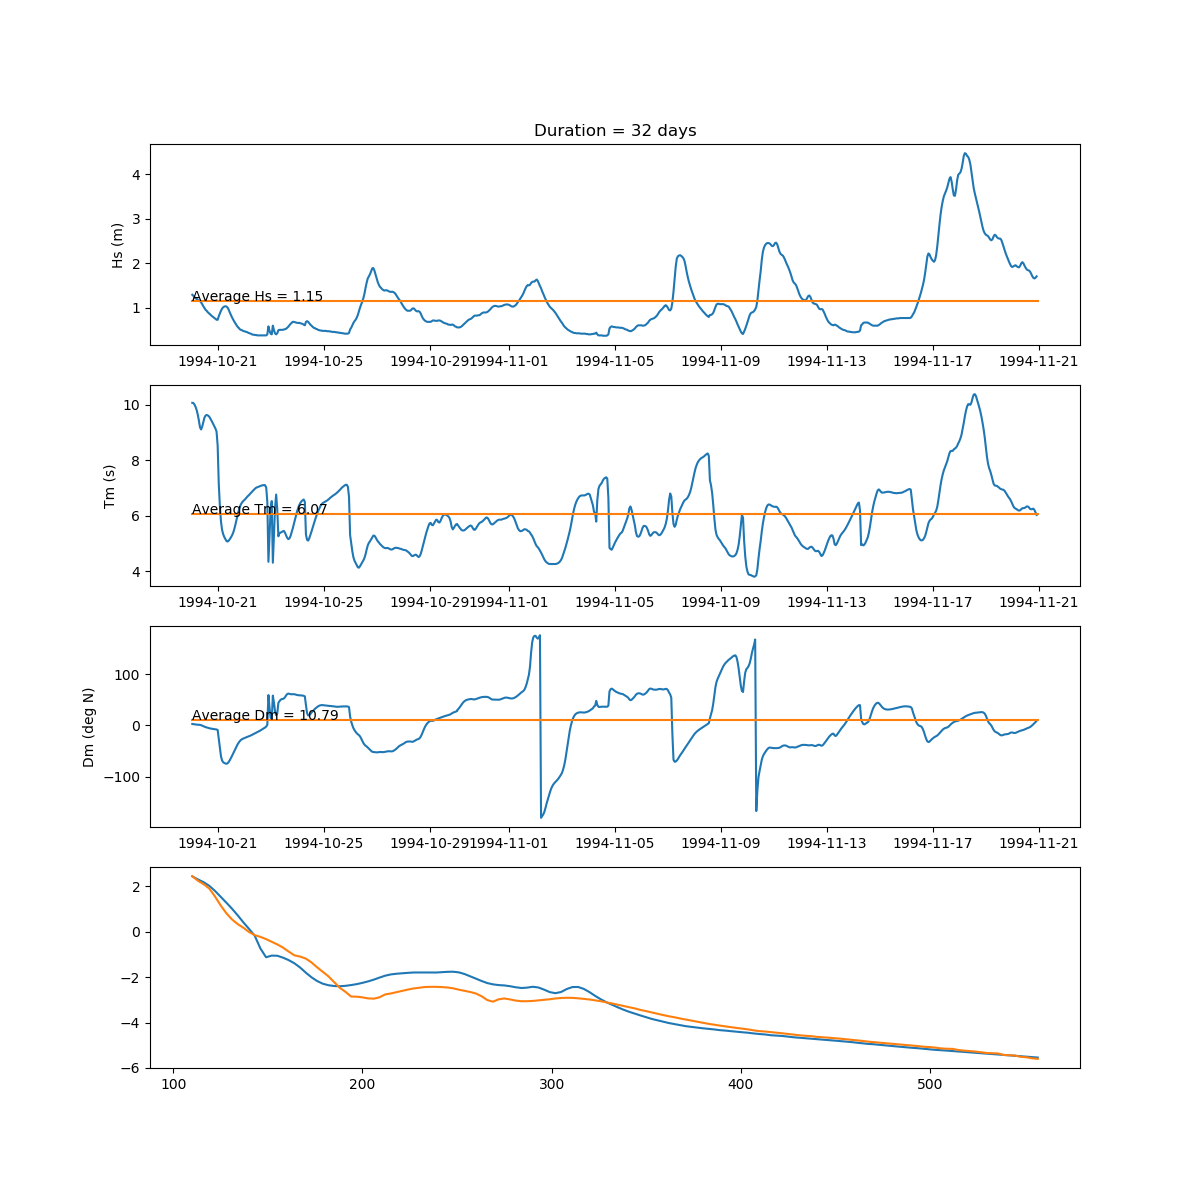 Duration = 32 days
4
3
2
1
Hs (m)
Average Hs = 1.15
1994-10-21 1994-10-25 1994-10-29 1994-11-01 1994-11-05 1994-11-09 1994-11-13 1994-11-17 1994-11-21
10
8
6
4
Tm (s)
Average Tm = 6.07
1994-10-21 1994-10-25 1994-10-29 1994-11-01 1994-11-05 1994-11-09 1994-11-13 1994-11-17 1994-11-21
100
0
−100
Dm (deg N)
Average Dm = 10.79
1994-10-21 1994-10-25 1994-10-29 1994-11-01 1994-11-05 1994-11-09 1994-11-13 1994-11-17 1994-11-21
2
0
−2
−4
−6
100 200 300 400 500